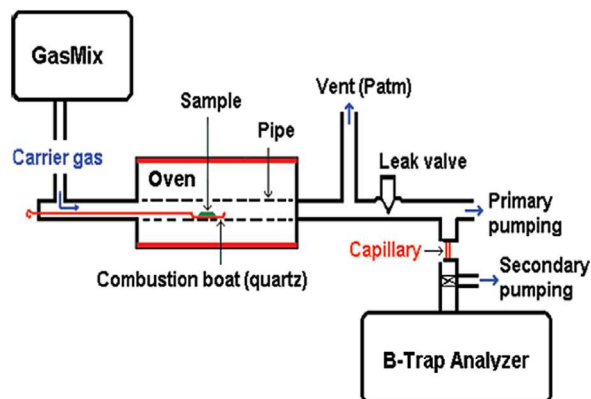 GasMix
Sample
Vent (Patm)
Pipe
Leak valve
Carrier gas
Oven
Primary
pumping
Capillary
Combustion boat (quartz)
Secondary
pumping
B-Trap Analyzer